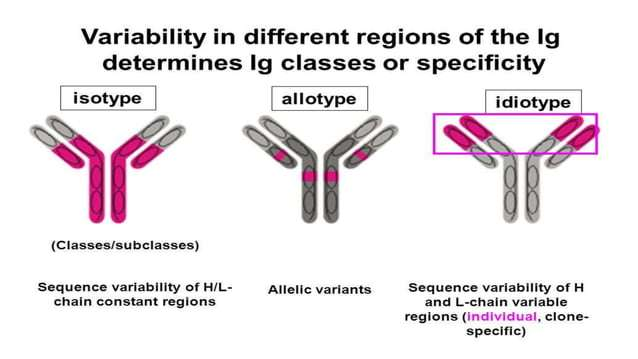 Variability in different regions of the Ig
determines Ig classes or specificity
isotype
allotype
idiotype
(Classes/subclasses)
Sequence variability of H/L-
chain constant regions
Allelic variants
Sequence variability of H
and L-chain variable
regions (individual, clone-
specific)